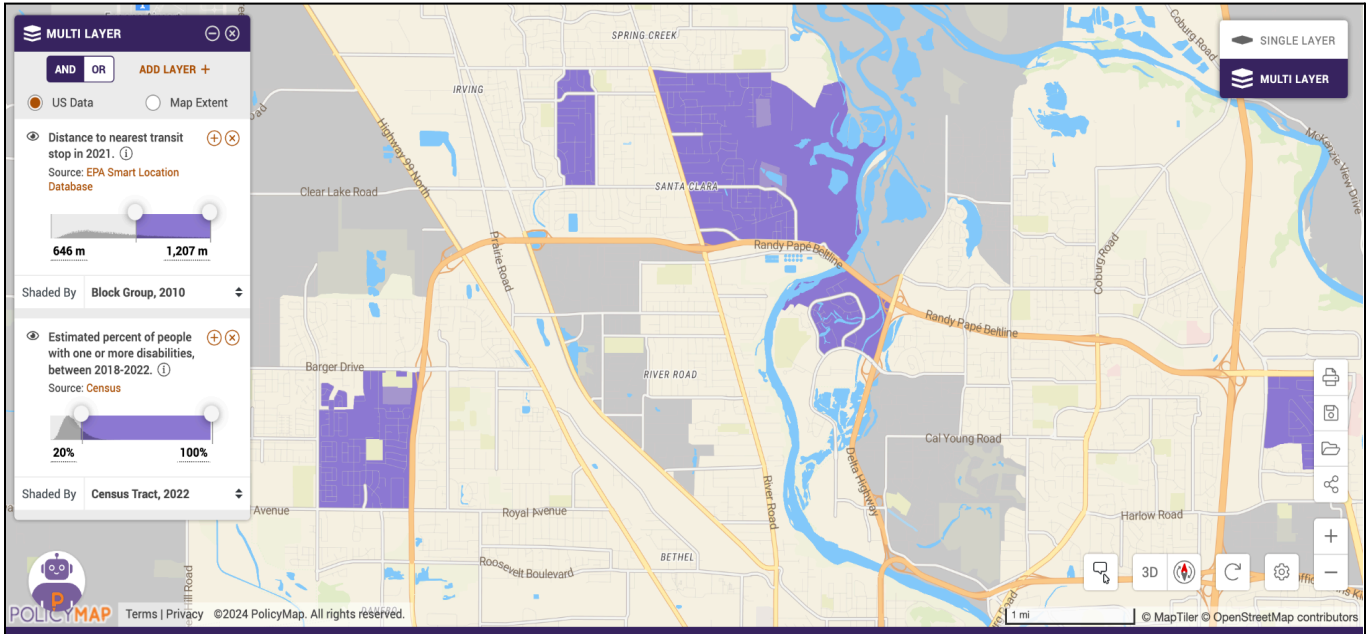 MULTI LAYER
AND OR ADD LAYER +
US Data Map Extent
Distance to nearest transit
stop in 2021.
Source: EPA Smart Location
Database
646 m 1,207 m
Shaded By Block Group, 2010
Estimated percent of people
with one or more disabilities,
between 2018-2022.
Source: Census
20% 100%
Shaded By Census Tract, 2022
SINGLE LAYER
MULTI LAYER
SPRING CREEK
IRVING
Highway 99 North
Clear Lake Road
SANTA CLARA
Prairie Road
Randy Papé Beltline
Coburg Road
McKenzie View Drive
Coburg Road
Randy Papé Beltline
Barger Drive
RIVER ROAD
Cal Young Road
Delta Highway
River Road
Avenue
Royal Avenue
Harlow Road
BETHEL
Roosevelt Boulevard
Hill Road
3D
P
POLICYMAP
Terms | Privacy ©2024 PolicyMap. All rights reserved.
1 mi
© MapTiler © OpenStreetMap contributors